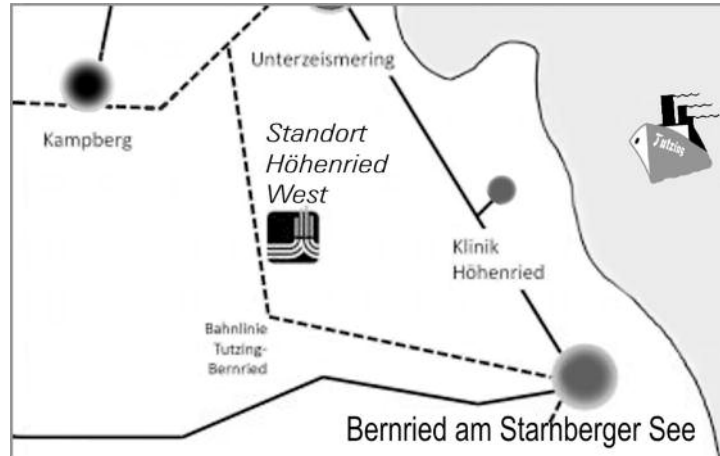 Unterzeismering
Kampberg
Standort
Höhenried
West
Tutzing
Klinik
Höhenried
Bahnlinie
Tutzing-
Bernried
Bernried am Starnberger See